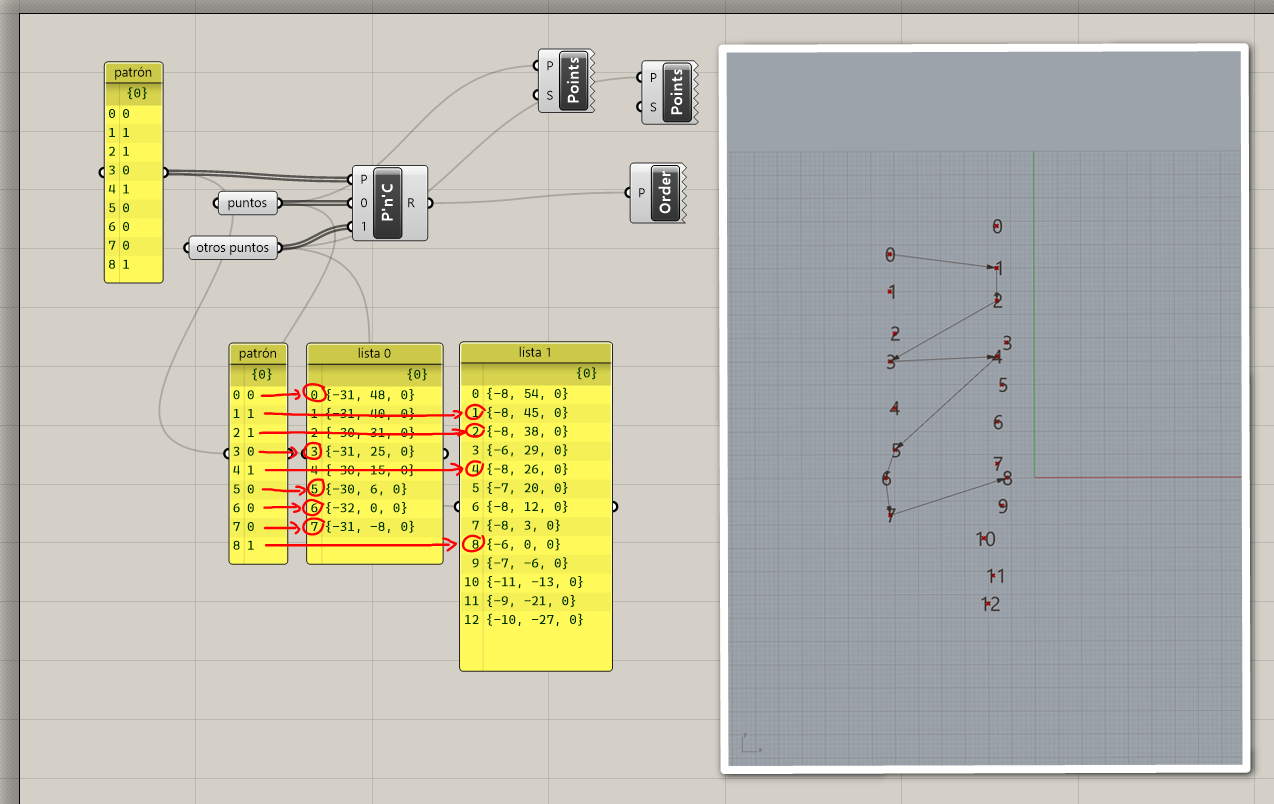 patrón
{0}
0 0
1 1
2 1
3 0
4 1
5 0
6 0
7 0
8 1
puntos
otros puntos
P
0
1
P'n'C
R
P
S
Points
P
S
Points
P
Order
patrón
{0}
0 0
1 1
2 1
3 0
4 1
5 0
6 0
7 0
8 1
lista 0
{0}
0 {-31, 48, 0}
1 {-31, 40, 0}
2 {-30, 31, 0}
3 {-31, 25, 0}
4 {-30, 15, 0}
5 {-30, 6, 0}
6 {-32, 0, 0}
7 {-31, -8, 0}
lista 1
{0}
0 {-8, 54, 0}
1 {-8, 45, 0}
2 {-8, 38, 0}
3 {-6, 29, 0}
4 {-8, 26, 0}
5 {-7, 20, 0}
6 {-8, 12, 0}
7 {-8, 3, 0}
8 {-6, 0, 0}
9 {-7, -6, 0}
10 {-11, -13, 0}
11 {-9, -21, 0}
12 {-10, -27, 0}
0
1
2
3
4
5
6
7
0
1
2
3
4
5
6
7
8
9
10
11
12
y
x